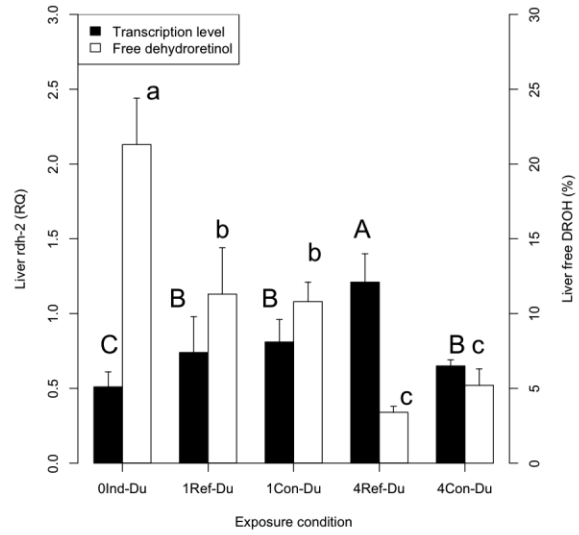 Transcription level
Free dehydroretinol
3.0
2.5
2.0
1.5
1.0
0.5
0.0
Liver rdh-2 (RQ)
30
25
20
15
10
5
0
Liver free DROH (%)
C
a
B
b
B
b
A
c
B
c
0Ind-Du
1Ref-Du
1Con-Du
4Ref-Du
4Con-Du
Exposure condition